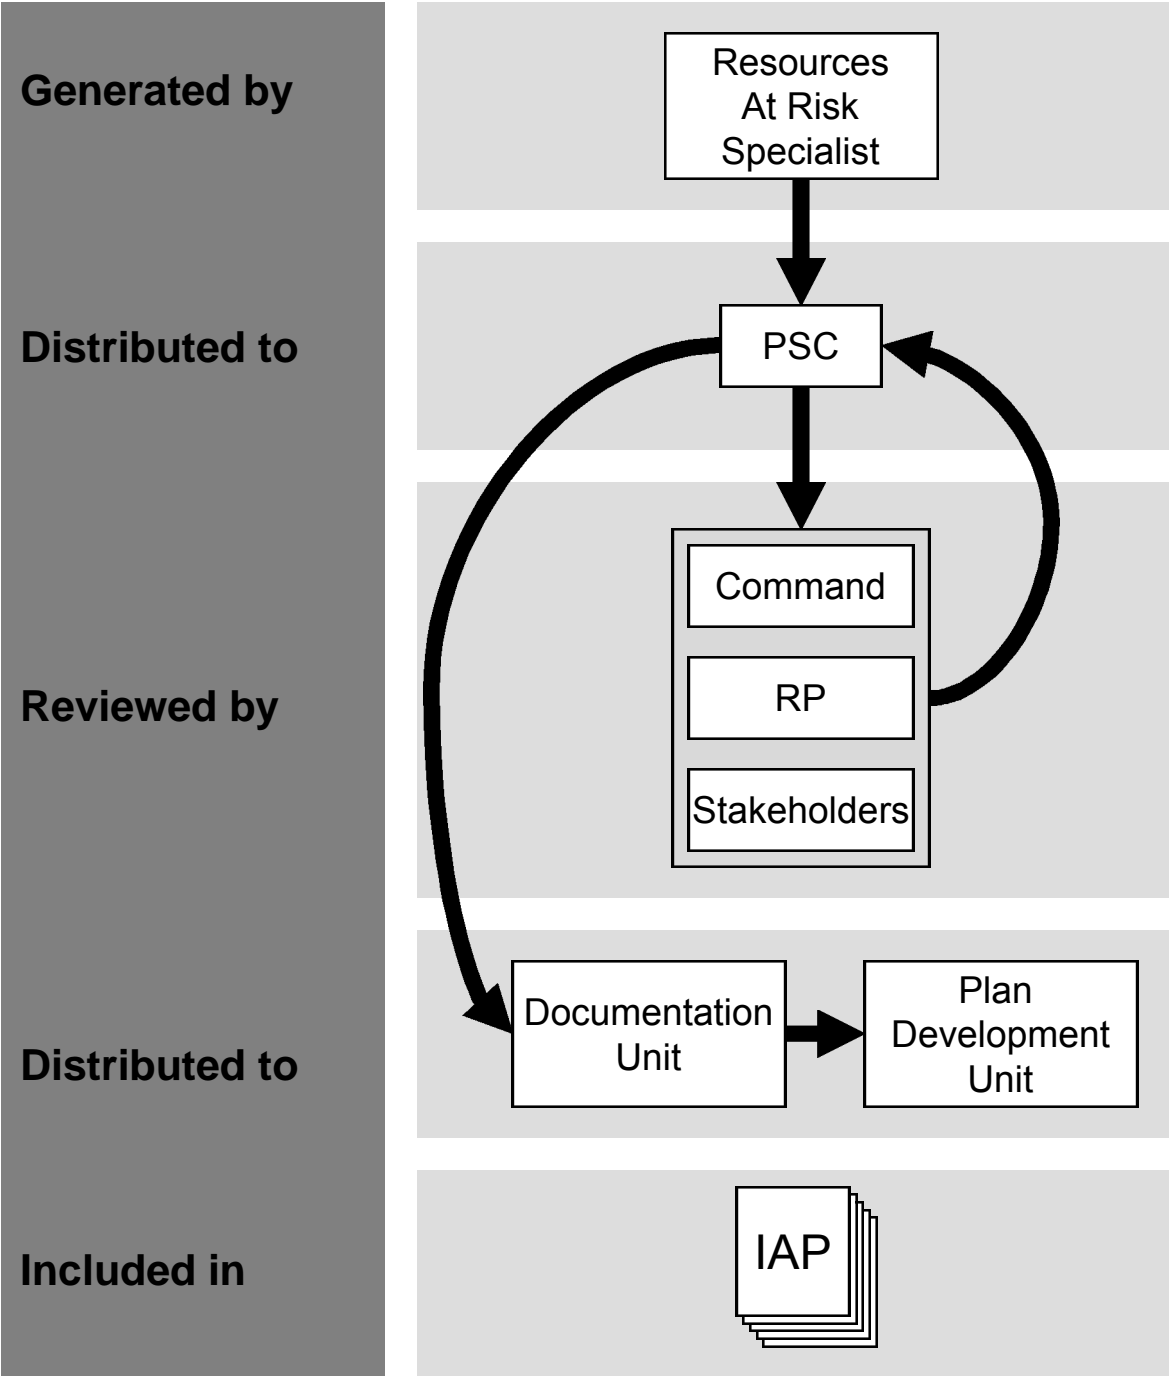 Generated by
Resources
At Risk
Specialist
Distributed to
PSC
Reviewed by
Command
RP
Stakeholders
Distributed to
Documentation
Unit
Plan
Development
Unit
Included in
IAP